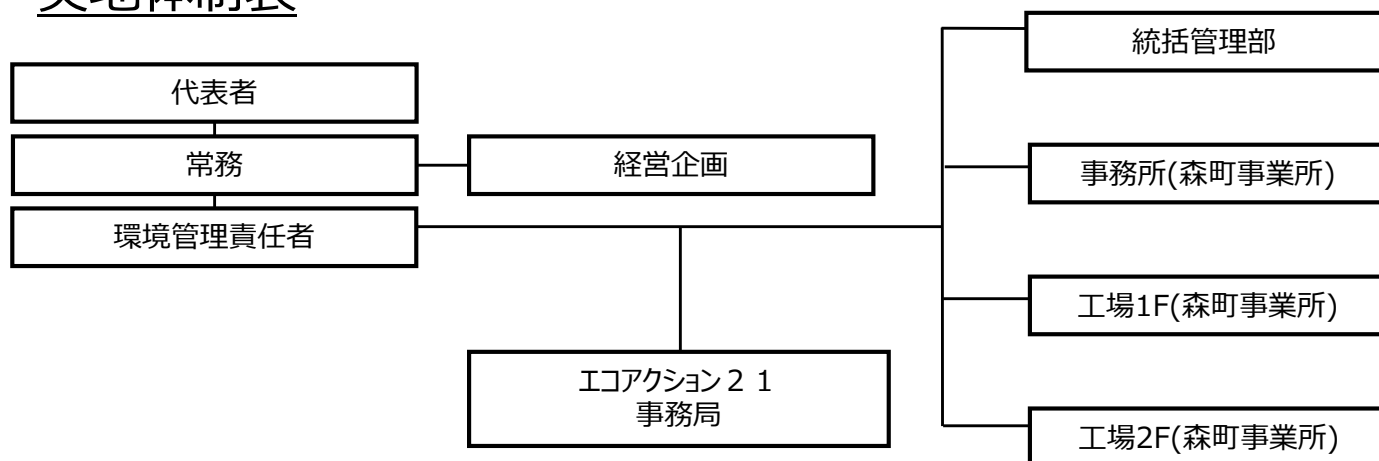 代表者
常務
環境管理責任者
経営企画
エコアクション２１
事務局
統括管理部
事務所(森町事業所)
工場1F(森町事業所)
工場2F(森町事業所)